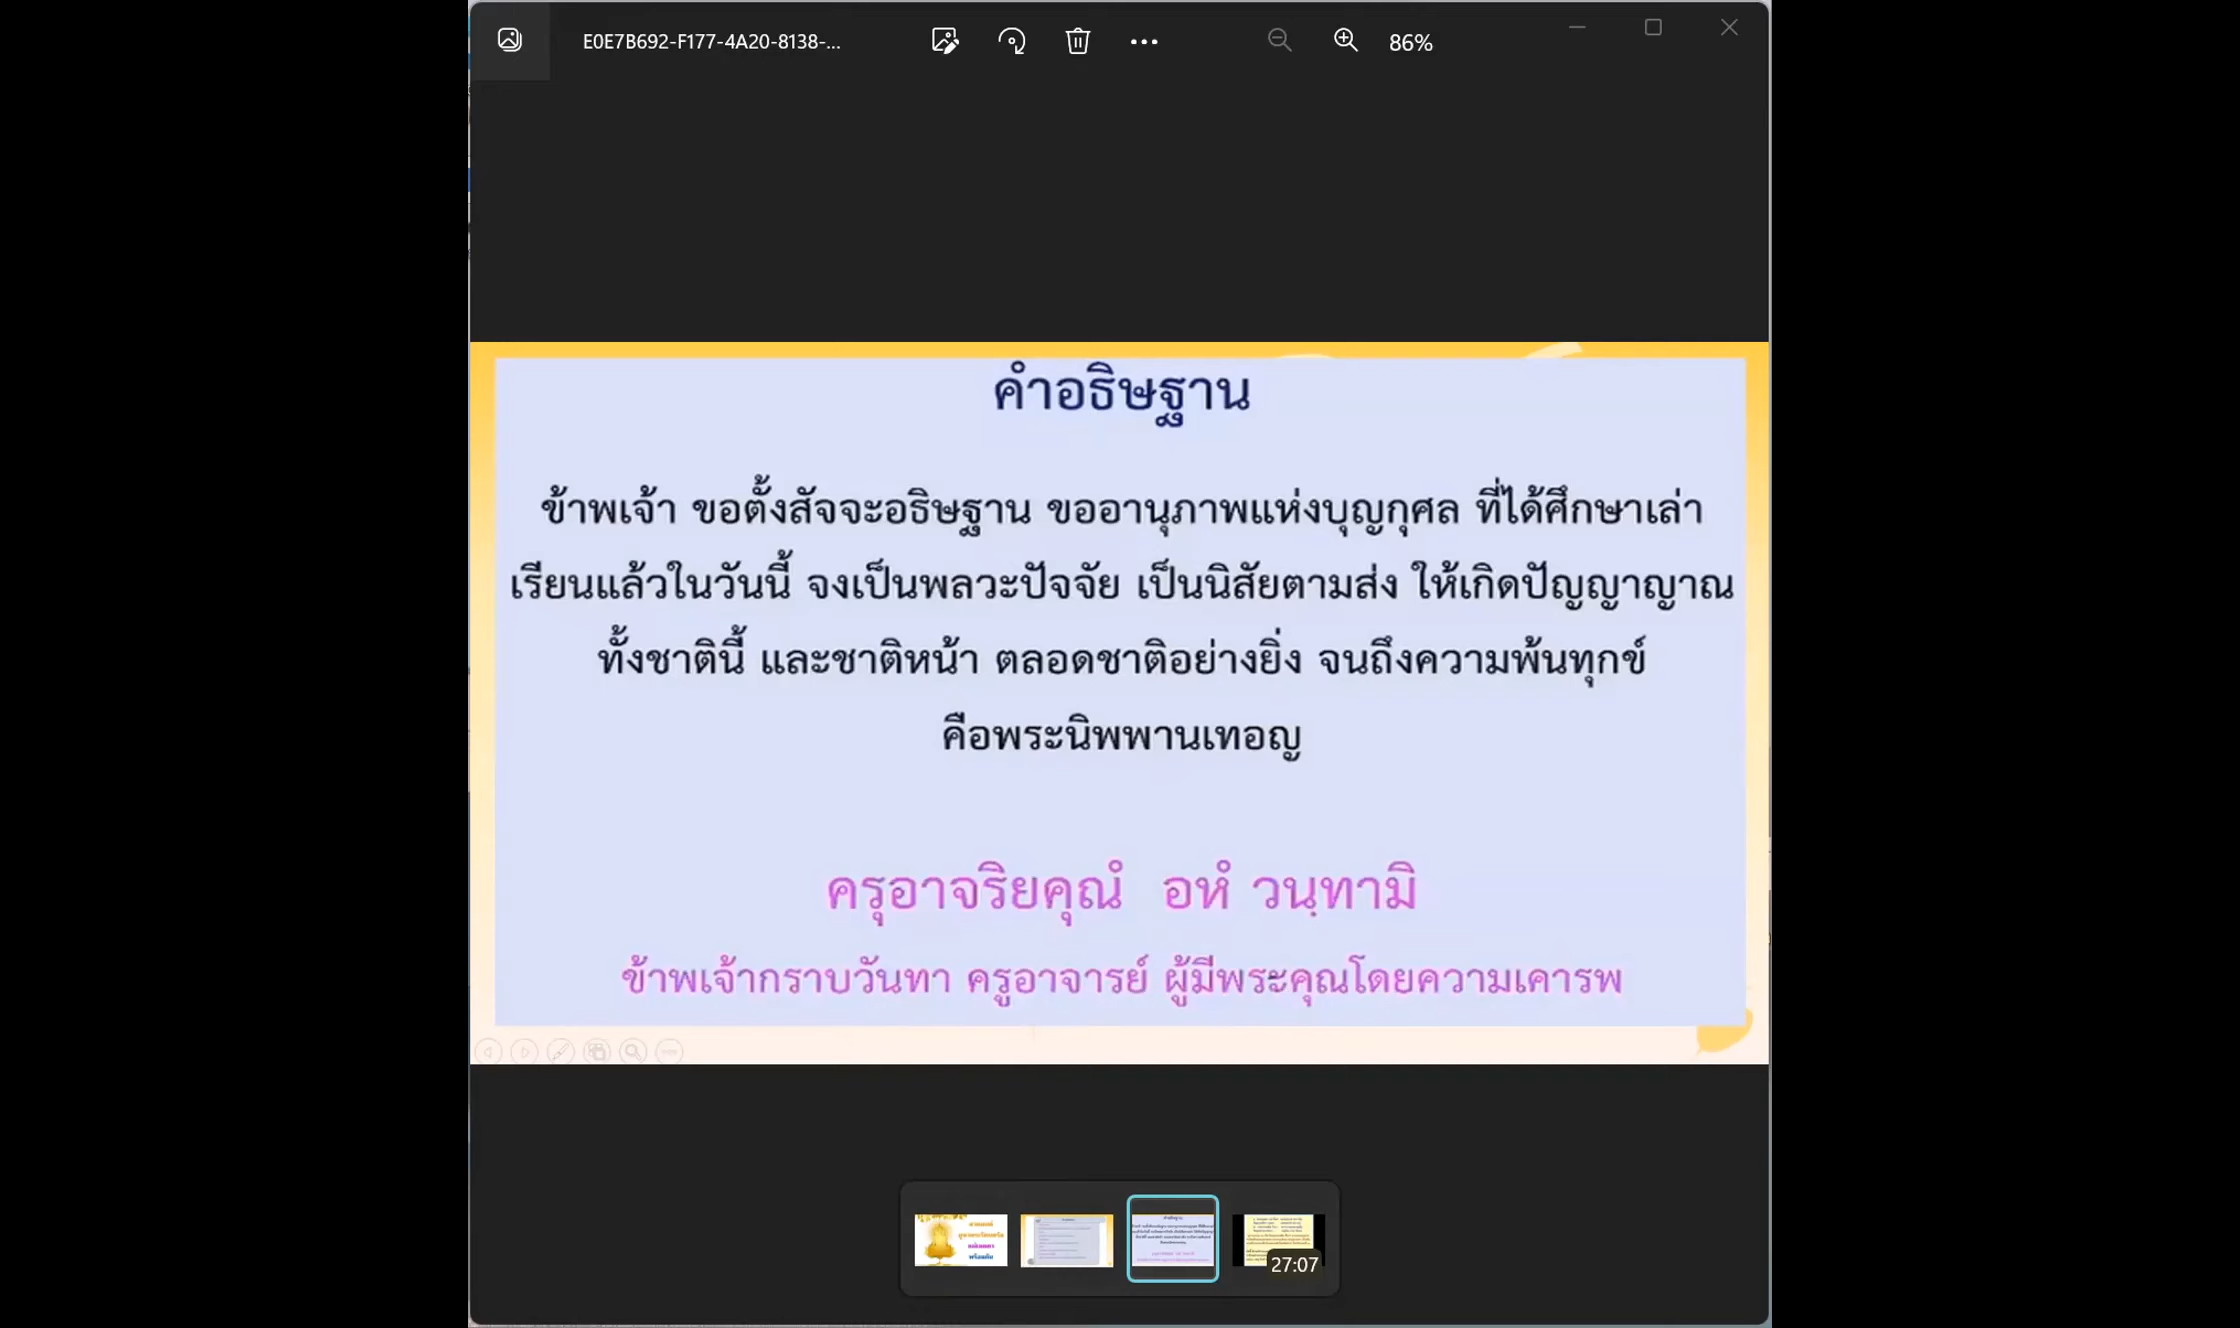 E0E7B692-F177-4A20-8138-...
86%
คำอธิษฐาน
ข้าพเจ้า ขอตั้งสัจจะอธิษฐาน ขออานุภาพแห่งบุญกุศล ที่ได้ศึกษาเล่า
เรียนแล้วในวันนี้ จงเป็นพลวะปัจจัย เป็นนิสัยตามส่ง ให้เกิดปัญญาญาณ
ทั้งชาตินี้ และชาติหน้า ตลอดชาติอย่างยิ่ง จนถึงความพ้นทุกข์
คือพระนิพพานเทอญ
ครุอาจริยคุณํ อหํ วนฺทามิ
ข้าพเจ้ากราบวันทา ครูอาจารย์ ผู้มีพระคุณโดยความเคารพ
27:07